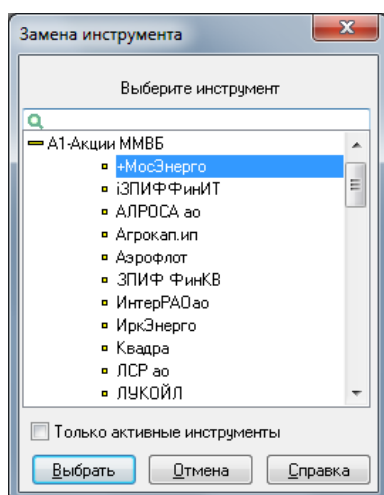 Замена инструмента
Выберите инструмент
А1-Акции ММВБ
+МосЭнерго
iЗПИФФинИТ
АЛРОСА ао
Агрокап.ип
Аэрофлот
ЗПИФ ФинКВ
ИнтерРАОао
ИркЭнерго
Квадра
ЛСР ао
ЛУКОЙЛ
Только активные инструменты
Выбрать Отмена Справка